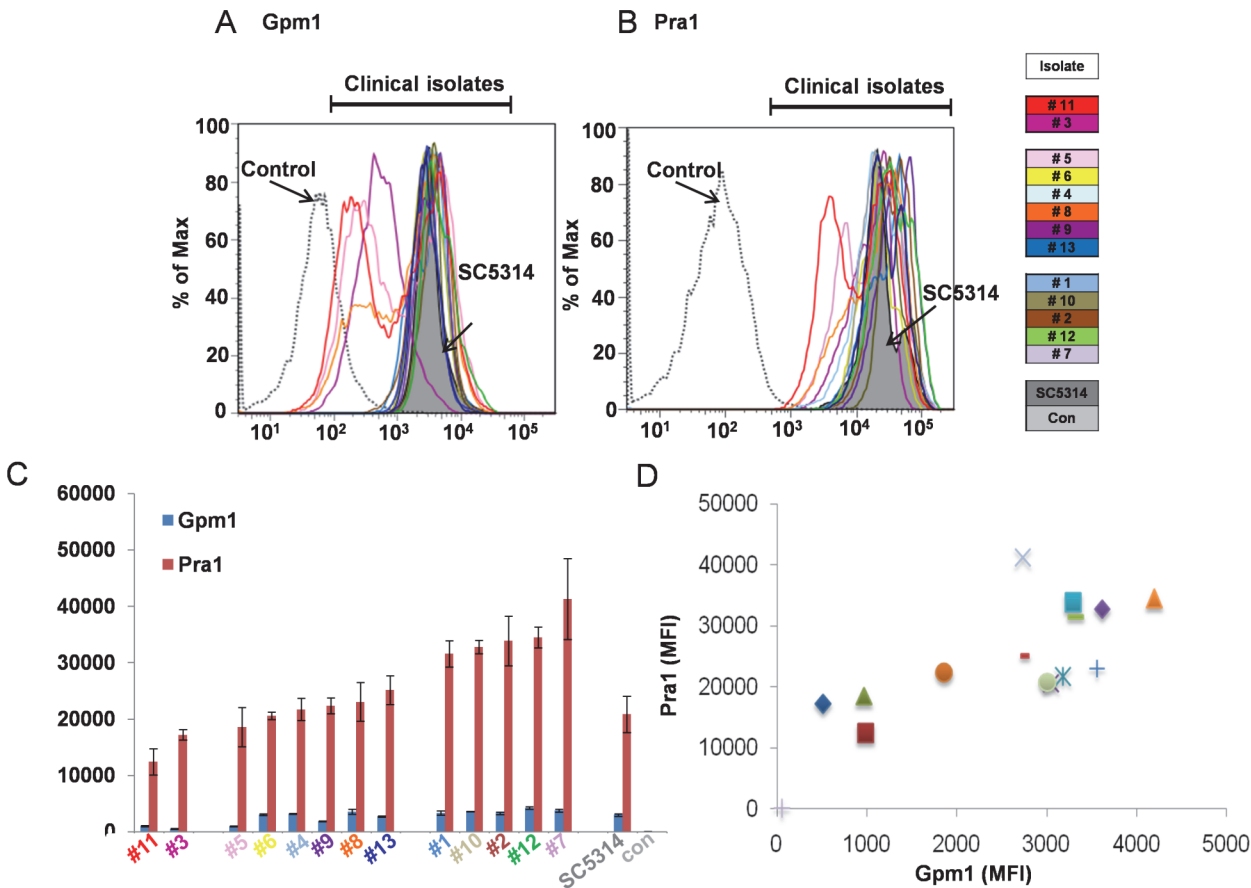 A Gpm1
Clinical isolates
% of Max
100
80
60
40
20
0
Control
SC5314
10¹ 10² 10³ 10⁴ 10⁵
B Pra1
Clinical isolates
% of Max
100
80
60
40
20
0
Control
SC5314
10¹ 10² 10³ 10⁴ 10⁵
Isolate
# 11
# 3
# 5
# 6
# 4
# 8
# 9
# 13
# 1
# 10
# 2
# 12
# 7
SC5314
Con
C
60000
50000
40000
30000
20000
10000
0
Gpm1
Pra1
#11 #3 #5 #6 #4 #9 #8 #13 #1 #10 #2 #12 #7 SC5314 con
D
Pra1 (MFI)
50000
40000
30000
20000
10000
0
0 1000 2000 3000 4000 5000
Gpm1 (MFI)